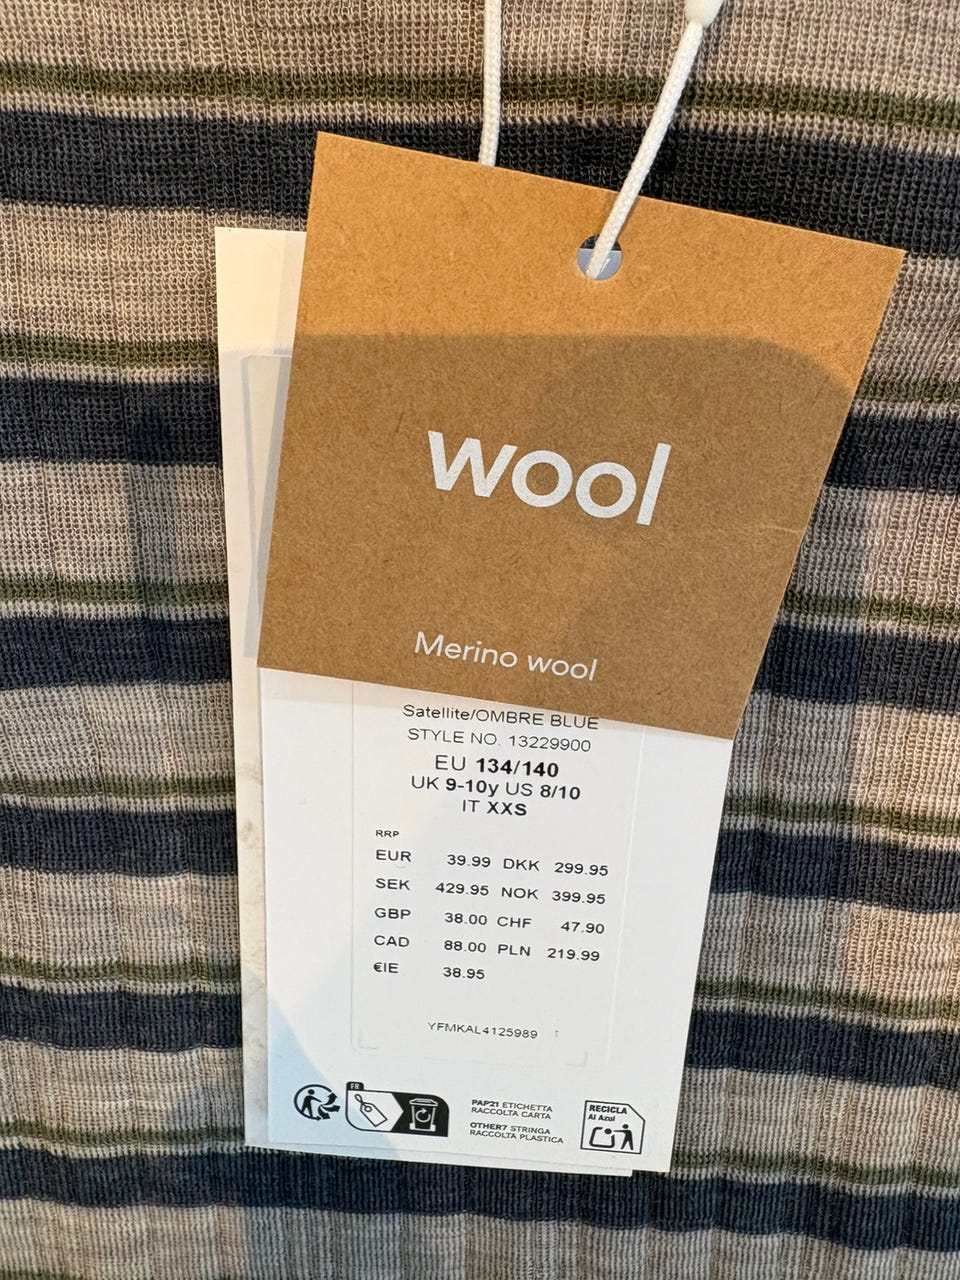 wool
Merino wool
Satellite/OMBRE BLUE
STYLE NO. 13229900
EU 134/140
UK 9-10y US 8/10
IT XXS
RRP
EUR 39.99 DKK 299.95
SEK 429.95 NOK 399.95
GBP 38.00 CHF 47.90
CAD 88.00 PLN 219.99
€IE 38.95
YFMKAL4125989 1
FR
PAP21 ETICHETTA
RACCOLTA CARTA
OTHER7 STRINGA
RACCOLTA PLASTICA
RECICLA
Al Azul